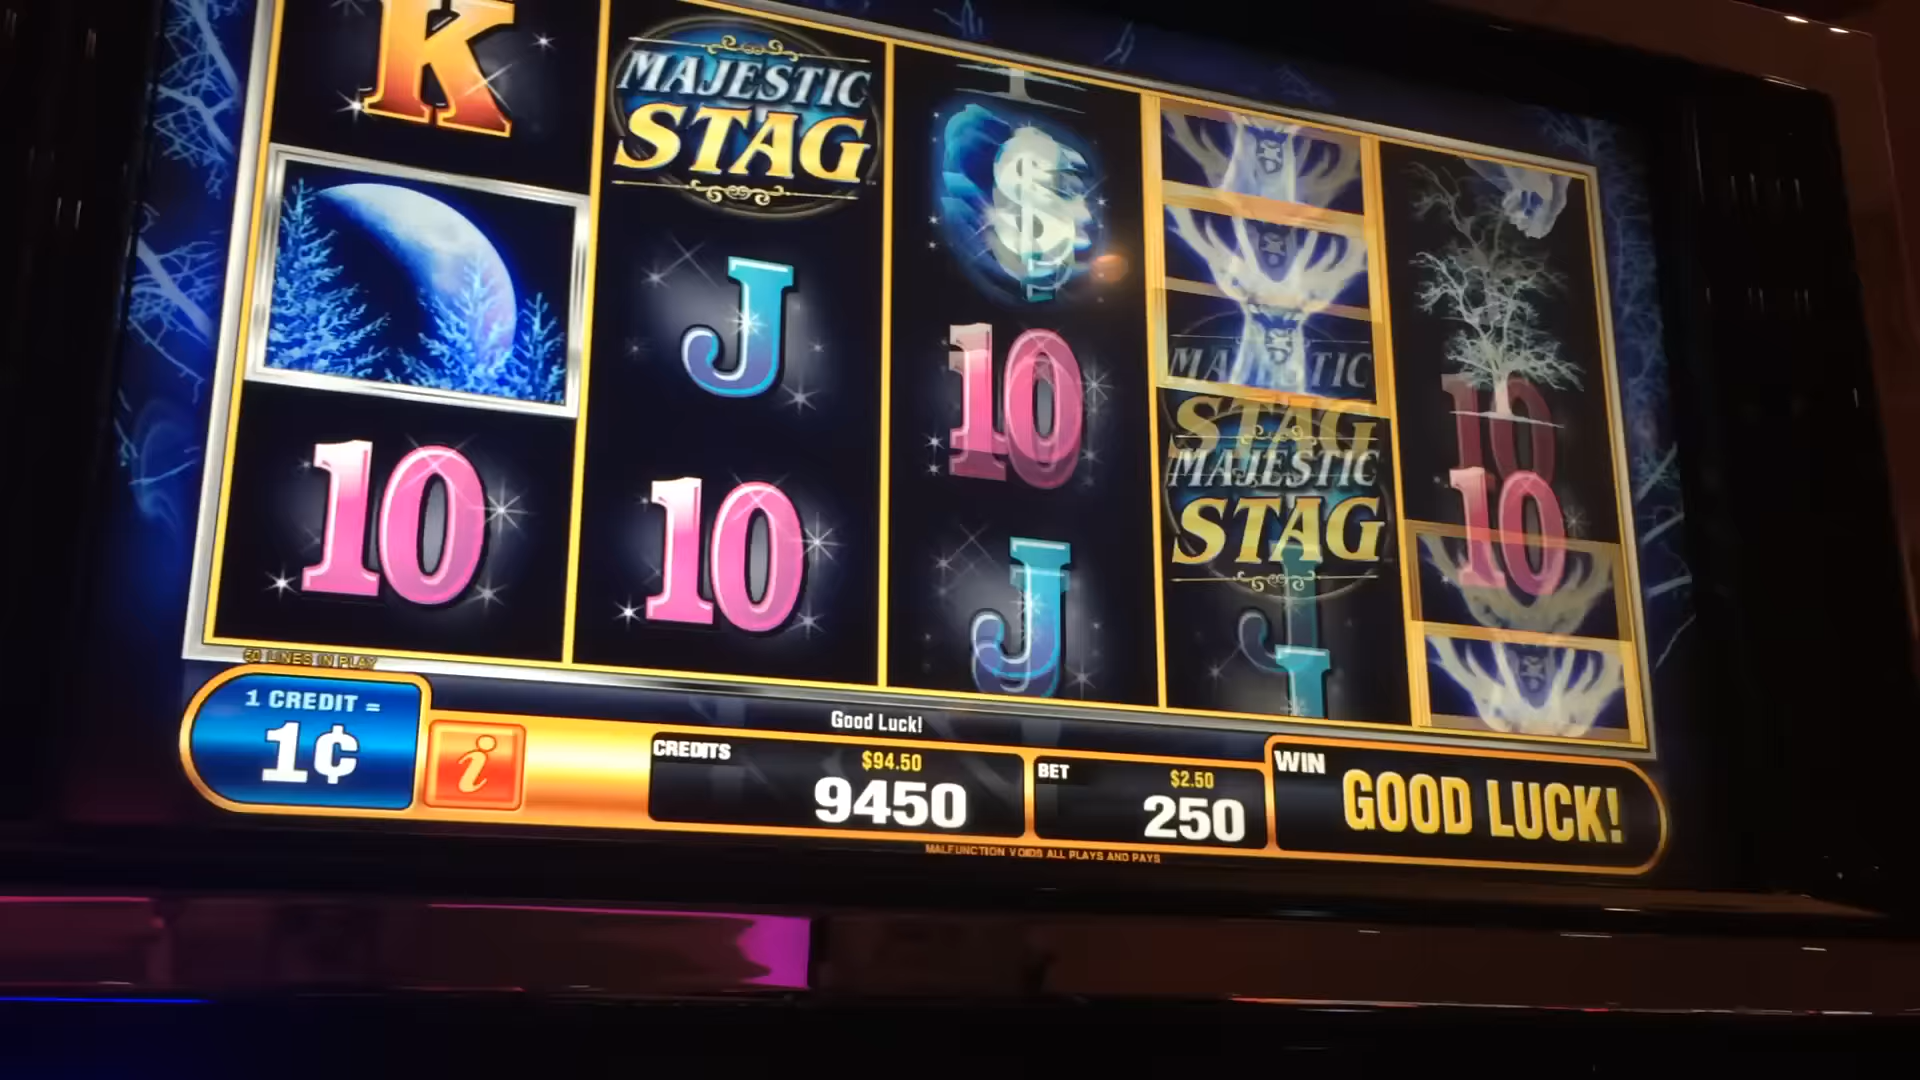 K
MAJESTIC
STAG
$
J
10
MAJESTIC
STAG
MAJESTIC
STAG
10
10
10
10
J
J
J
50 LINES IN PLAY
1 CREDIT =
1¢
i
Good Luck!
CREDITS
$94.50
9450
BET
$2.50
250
WIN
GOOD LUCK!
MALFUNCTION VOIDS ALL PLAYS AND PAYS